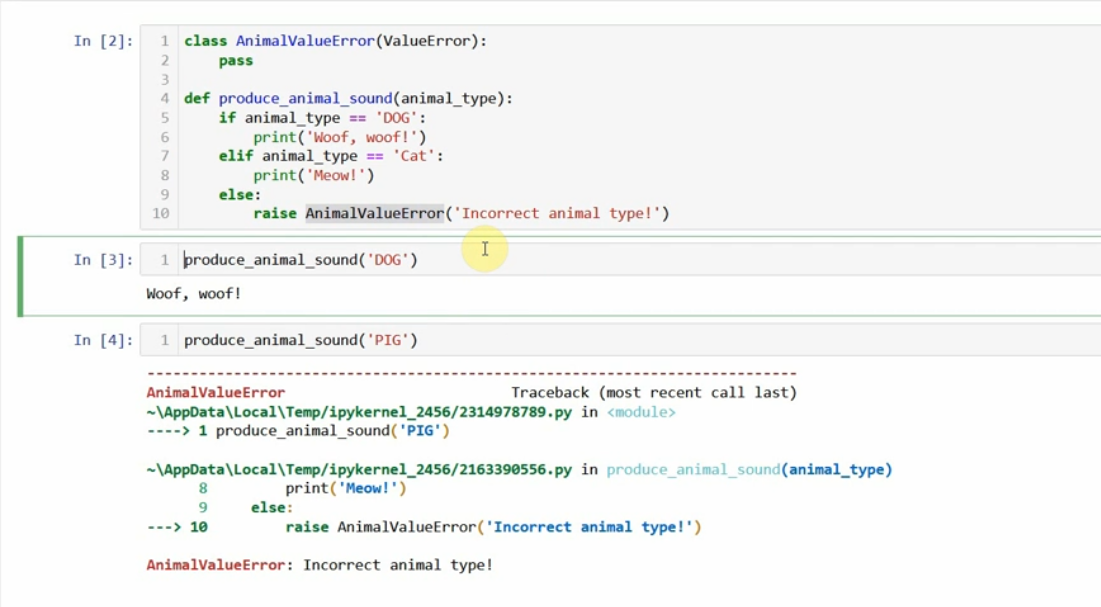 In [2]:
1 class AnimalValueError(ValueError):
2     pass
3
4 def produce_animal_sound(animal_type):
5     if animal_type == 'DOG':
6         print('Woof, woof!')
7     elif animal_type == 'Cat':
8         print('Meow!')
9     else:
10         raise AnimalValueError('Incorrect animal type!')
In [3]:
1 produce_animal_sound('DOG')
Woof, woof!
In [4]:
1 produce_animal_sound('PIG')
---------------------------------------------------------------------------
AnimalValueError                          Traceback (most recent call last)
~\AppData\Local\Temp/ipykernel_2456/2314978789.py in <module>
----> 1 produce_animal_sound('PIG')

~\AppData\Local\Temp/ipykernel_2456/2163390556.py in produce_animal_sound(animal_type)
      8         print('Meow!')
      9     else:
---> 10         raise AnimalValueError('Incorrect animal type!')

AnimalValueError: Incorrect animal type!